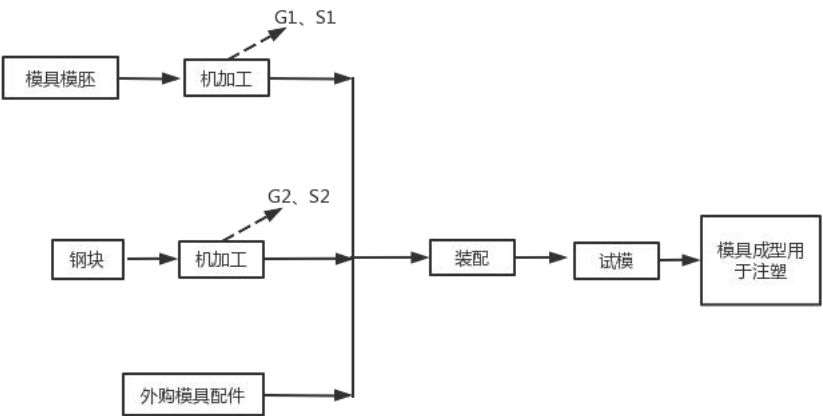 G1、S1
模具模胚
机加工
G2、S2
钢块
机加工
装配
试模
模具成型用
于注塑
外购模具配件